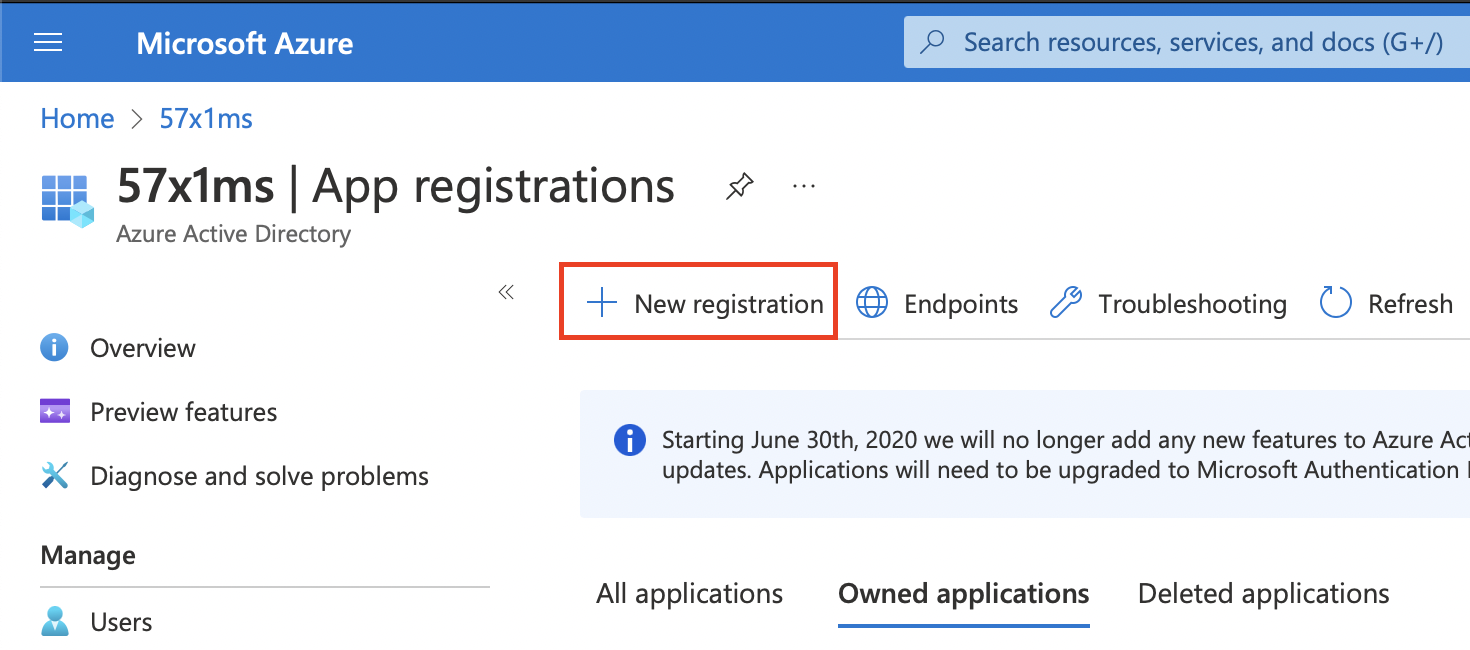 Microsoft Azure
Search resources, services, and docs (G+/)
Home > 57x1ms
57x1ms | App registrations
Azure Active Directory
New registration
Endpoints
Troubleshooting
Refresh
Overview
Preview features
Diagnose and solve problems
Manage
Users
Starting June 30th, 2020 we will no longer add any new features to Azure Act
updates. Applications will need to be upgraded to Microsoft Authentication
All applications
Owned applications
Deleted applications